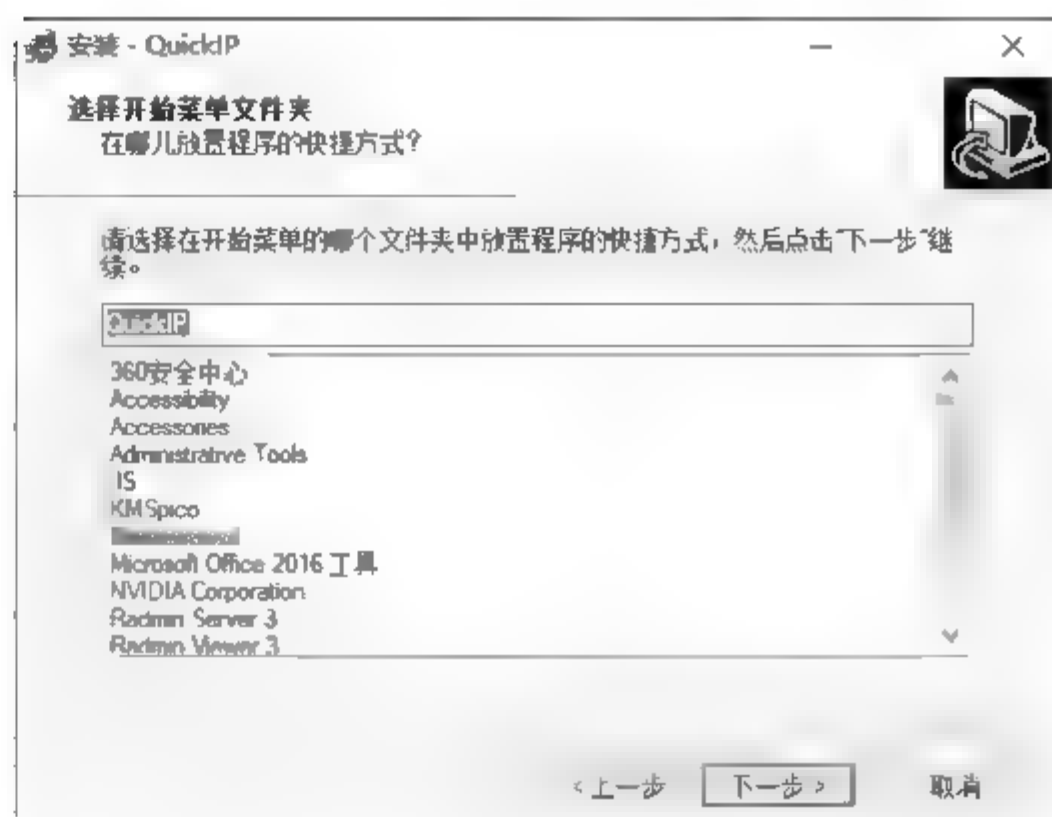 安装 - QuickIP
选择开始菜单文件夹
在哪儿放置程序的快捷方式?
请选择在开始菜单的哪个文件夹中放置程序的快捷方式，然后点击"下一步"继
续。
QuickIP
360安全中心
Accessibility
Accessories
Administrative Tools
IS
KMSpico
Microsoft Office 2016 工具
NVIDIA Corporation
Radmin Server 3
Radmin Viewer 3
<上一步
下一步 >
取消